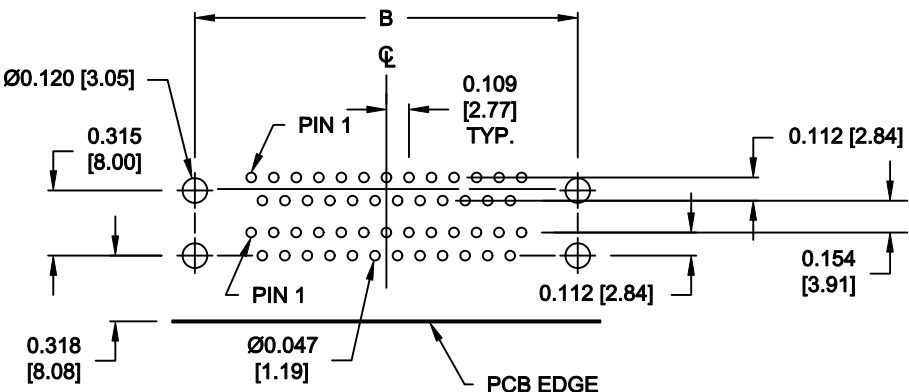 B
℄
Ø0.120 [3.05]
0.109
[2.77]
TYP.
PIN 1
0.315
[8.00]
0.112 [2.84]
0.154
[3.91]
PIN 1
0.112 [2.84]
0.318
[8.08]
Ø0.047
[1.19]
PCB EDGE